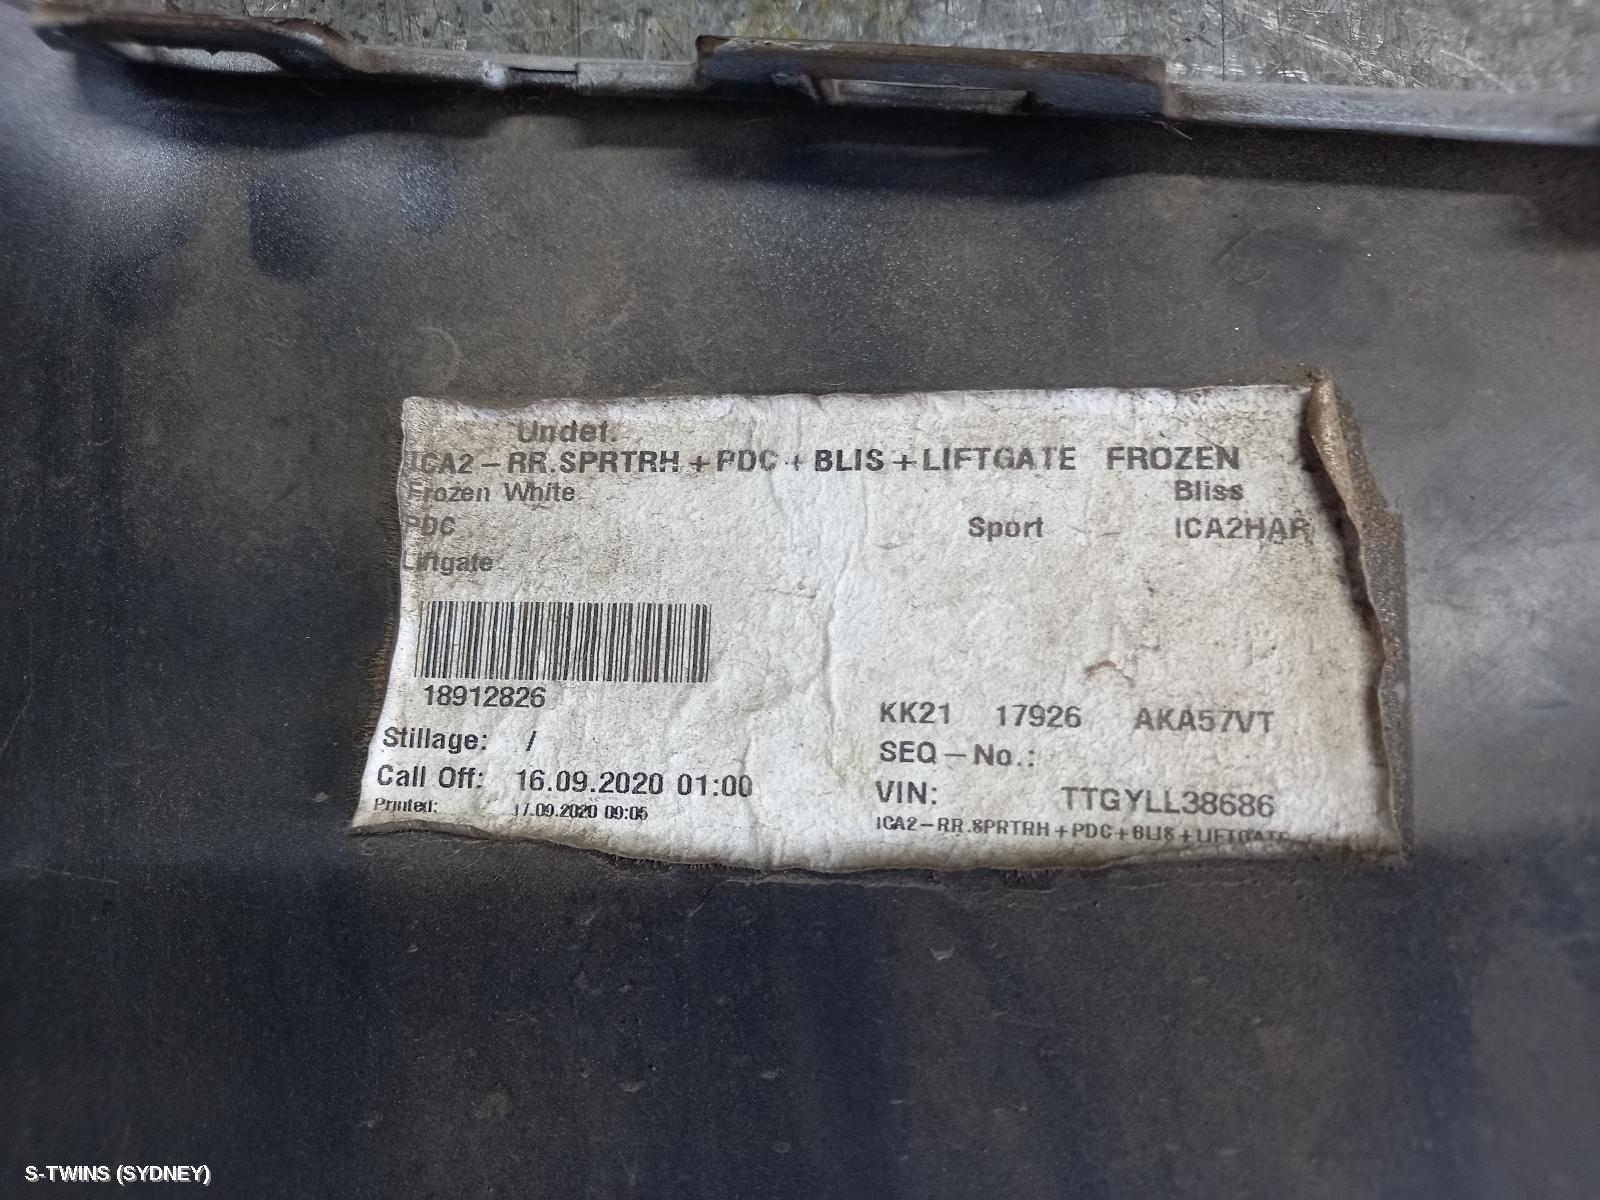 Undef.
ICA2-RR.SPRTRH+PDC+BLIS+LIFTGATE FROZEN
Frozen White Bliss
PDC Sport ICA2HAR
Liftgate
18912826
KK21 17926 AKA57VT
Stillage: /
SEQ-No.:
Call Off: 16.09.2020 01:00
VIN: TTGYLL38686
Printed: 17.09.2020 09:05
ICA2-RR.SPRTRH+PDC+BLIS+LIFTGATE
S-TWINS (SYDNEY)